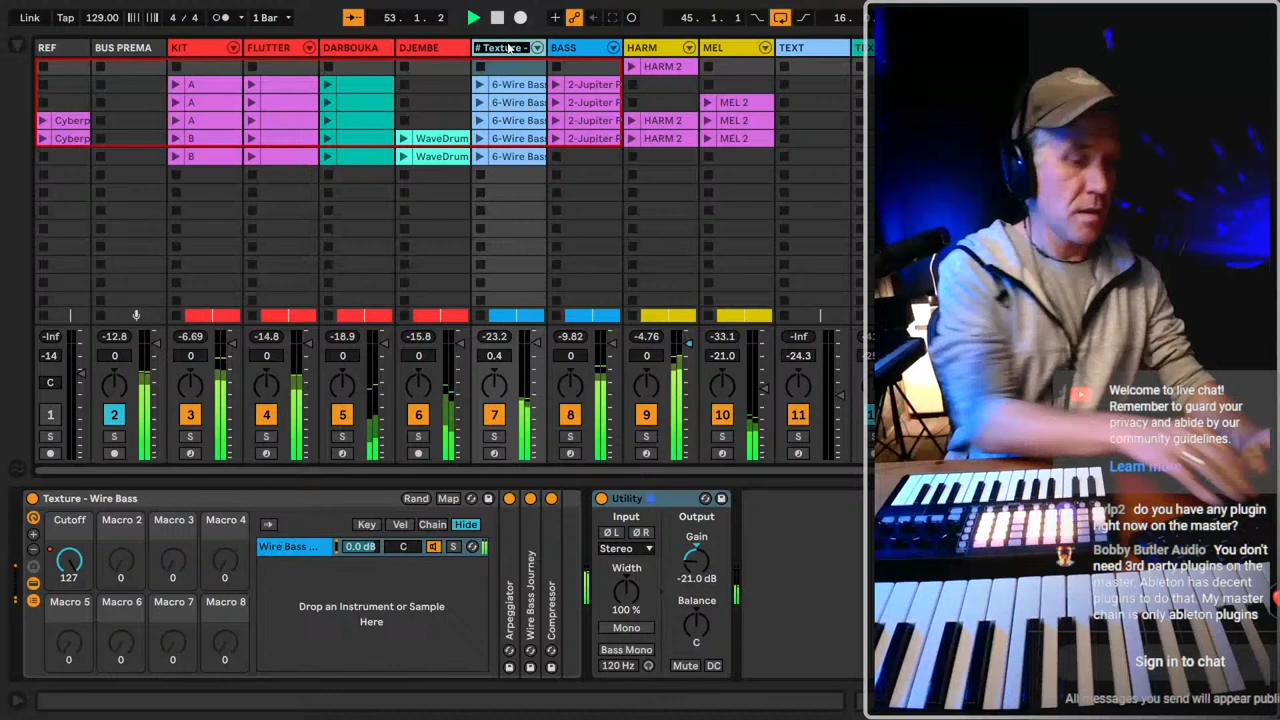 Link Tap 129.00 4 / 4 1 Bar 53. 1. 2 45. 1. 1 16.
REF BUS PREMA KIT FLUTTER DARBOUKA DJEMBE # Texture - BASS HARM MEL TEXT
HARM 2
A 6-Wire Bas 2-Jupiter
A 6-Wire Bas 2-Jupiter MEL 2
Cyberp A 6-Wire Bas 2-Jupiter HARM 2 MEL 2
Cyberp B WaveDrum 6-Wire Bas 2-Jupiter HARM 2 MEL 2
B WaveDrum 6-Wire Bas
-Inf -12.8 -6.69 -14.8 -18.9 -15.8 -23.2 -9.82 -4.76 -33.1 -Inf
-14 0 0 0 0 0 0.4 0 0 -21.0 -24.3
C
1 2 3 4 5 6 7 8 9 10 11
S S S S S S S S S S S
Texture - Wire Bass Rand Map
Cutoff Macro 2 Macro 3 Macro 4
127 0 0 0
Macro 5 Macro 6 Macro 7 Macro 8
0 0 0 0
Key Vel Chain Hide
Wire Bass ... 0.0 dB C S
Drop an Instrument or Sample
Here
Arpeggiator
Wire Bass Journey
Compressor
Utility
Input Output
Ø L Ø R Gain
Stereo
Width -21.0 dB
100 % Balance
Mono C
Bass Mono
120 Hz Mute DC
Welcome to live chat!
Remember to guard your
privacy and abide by our
community guidelines.
Learn more
do you have any plugin
right now on the master?
Bobby Butler Audio You don't
need 3rd party plugins on the
master. Ableton has decent
plugins to do that. My master
chain is only ableton plugins
Sign in to chat
All messages you send will appear publi